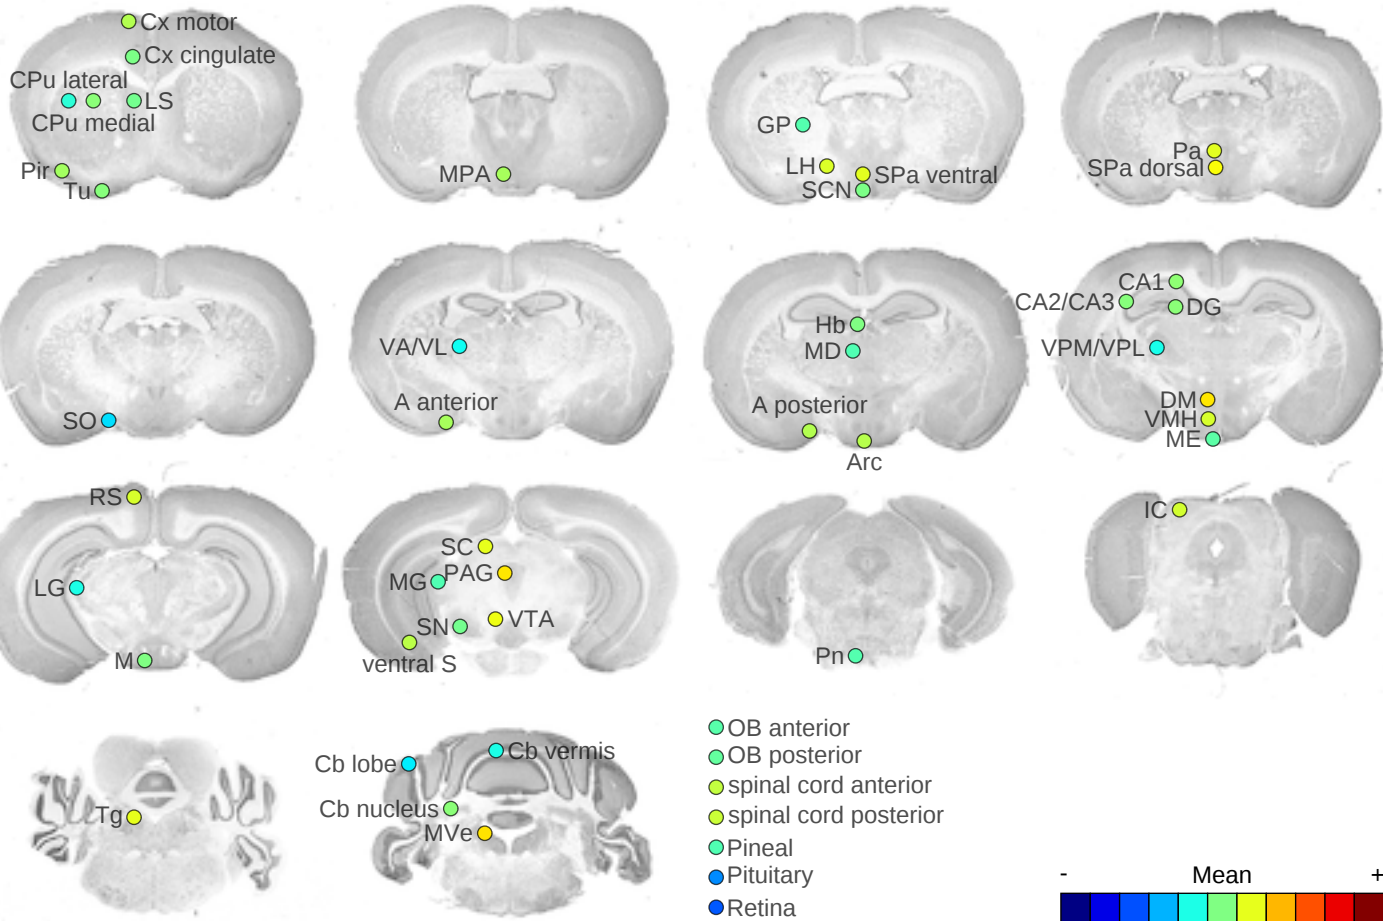 Cx motor
Cx cingulate
CPu lateral
LS
CPu medial
Pir
Tu
MPA
GP
LH
SPa ventral
SCN
Pa
SPa dorsal
SO
VA/VL
A anterior
Hb
MD
A posterior
Arc
CA1
CA2/CA3
DG
VPM/VPL
DM
VMH
ME
RS
LG
M
SC
MG
PAG
SN
VTA
ventral S
Pn
IC
Tg
Cb lobe
Cb vermis
Cb nucleus
MVe
OB anterior
OB posterior
spinal cord anterior
spinal cord posterior
Pineal
Pituitary
Retina
- Mean +